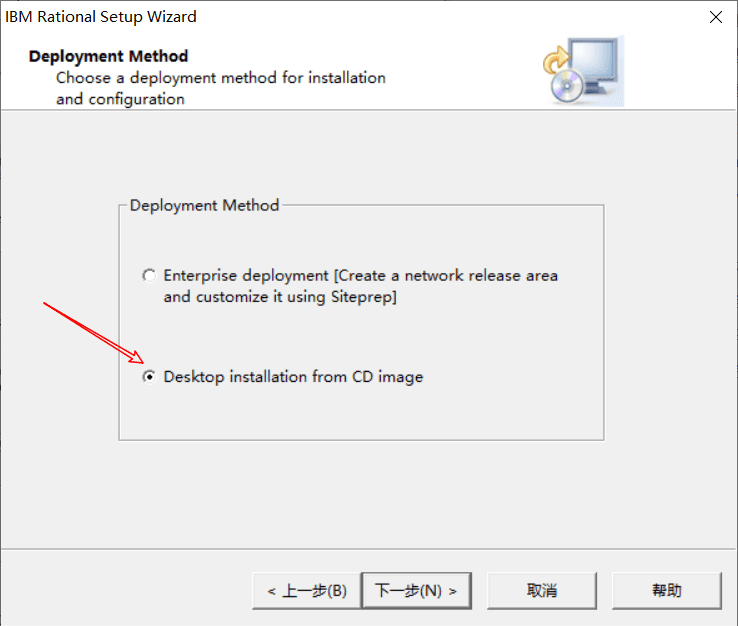 IBM Rational Setup Wizard
Deployment Method
Choose a deployment method for installation
and configuration
Deployment Method
Enterprise deployment [Create a network release area
and customize it using Siteprep]
Desktop installation from CD image
< 上一步(B)
下一步(N) >
取消
帮助